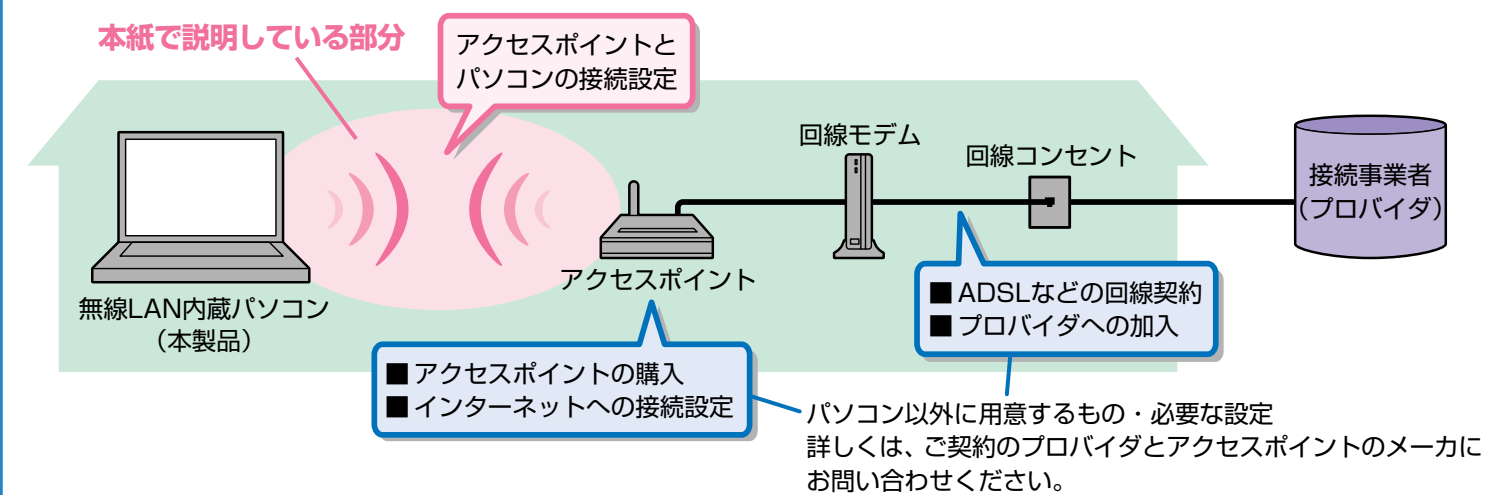 本紙で説明している部分
アクセスポイントと
パソコンの接続設定
回線モデム
回線コンセント
接続事業者
（プロバイダ）
アクセスポイント
無線LAN内蔵パソコン
（本製品）
■ ADSLなどの回線契約
■ プロバイダへの加入
■ アクセスポイントの購入
■ インターネットへの接続設定
パソコン以外に用意するもの・必要な設定
詳しくは、ご契約のプロバイダとアクセスポイントのメーカに
お問い合わせください。